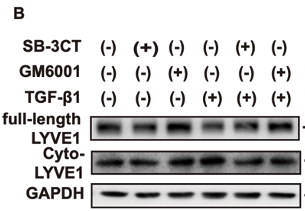 B
SB-3CT (-) (+) (-) (-) (+) (-)
GM6001 (-) (-) (+) (-) (-) (+)
TGF-β1 (-) (-) (-) (+) (+) (+)
full-length
LYVE1
Cyto-
LYVE1
GAPDH